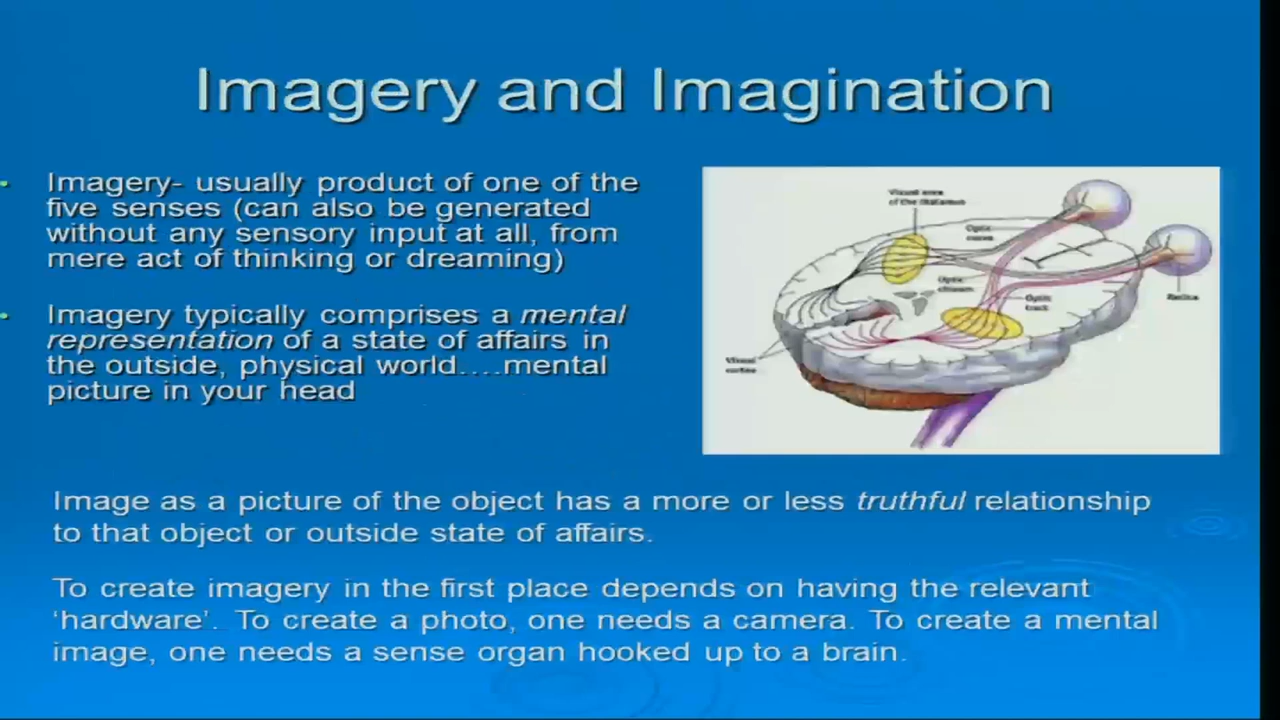 Imagery and Imagination
Imagery- usually product of one of the
five senses (can also be generated
without any sensory input at all, from
mere act of thinking or dreaming)
Imagery typically comprises a mental
representation of a state of affairs in
the outside, physical world....mental
picture in your head
Visual area
of the thalamus
Optic
nerve
Optic
chiasm
Optic
track
Retina
Visual
cortex
Image as a picture of the object has a more or less truthful relationship
to that object or outside state of affairs.
To create imagery in the first place depends on having the relevant
‘hardware’. To create a photo, one needs a camera. To create a mental
image, one needs a sense organ hooked up to a brain.